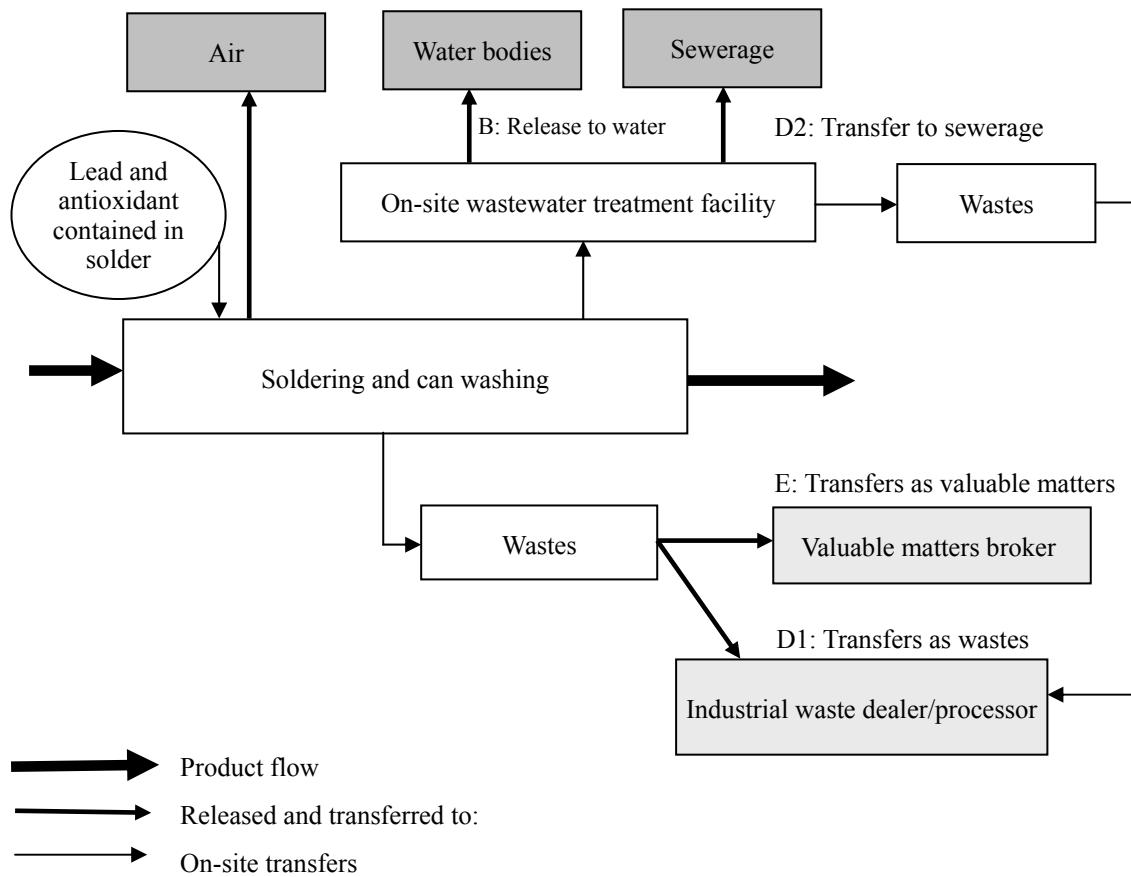 Air
Water bodies
Sewerage
B: Release to water
D2: Transfer to sewerage
Lead and
antioxidant
contained in
solder
On-site wastewater treatment facility
Wastes
Soldering and can washing
E: Transfers as valuable matters
Wastes
Valuable matters broker
D1: Transfers as wastes
Industrial waste dealer/processor
Product flow
Released and transferred to:
On-site transfers